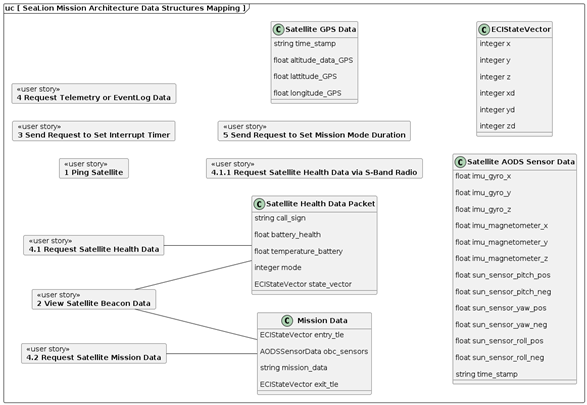 uc [ SeaLion Mission Architecture Data Structures Mapping ]
C Satellite GPS Data
string time_stamp
float altitude_data_GPS
float lattitude_GPS
float longitude_GPS
C ECIStateVector
integer x
integer y
integer z
integer xd
integer yd
integer zd
«user story»
4 Request Telemetry or EventLog Data
«user story»
3 Send Request to Set Interrupt Timer
«user story»
5 Send Request to Set Mission Mode Duration
«user story»
1 Ping Satellite
«user story»
4.1.1 Request Satellite Health Data via S-Band Radio
C Satellite AODS Sensor Data
float imu_gyro_x
float imu_gyro_y
float imu_gyro_z
float imu_magnetometer_x
float imu_magnetometer_y
float imu_magnetometer_z
float sun_sensor_pitch_pos
float sun_sensor_pitch_neg
float sun_sensor_yaw_pos
float sun_sensor_yaw_neg
float sun_sensor_roll_pos
float sun_sensor_roll_neg
string time_stamp
C Satellite Health Data Packet
string call_sign
float battery_health
float temperature_battery
integer mode
ECIStateVector state_vector
«user story»
4.1 Request Satellite Health Data
«user story»
2 View Satellite Beacon Data
C Mission Data
ECIStateVector entry_tle
AODSSensorData obc_sensors
string mission_data
ECIStateVector exit_tle
«user story»
4.2 Request Satellite Mission Data